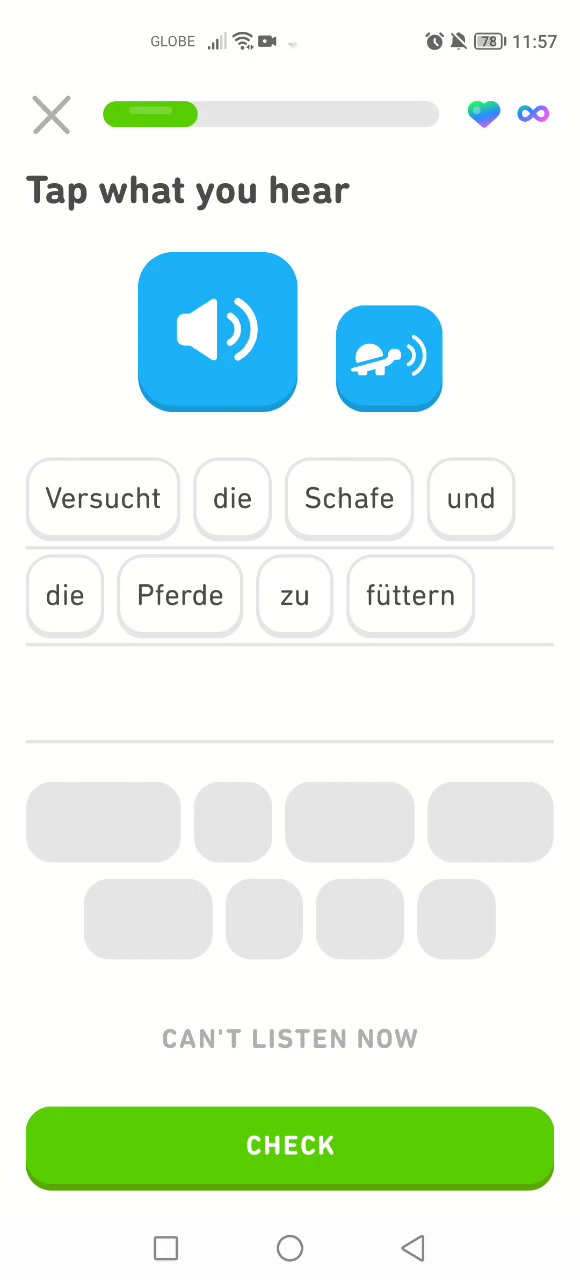 GLOBE 78 11:57
Tap what you hear
Versucht die Schafe und
die Pferde zu füttern
CAN'T LISTEN NOW
CHECK